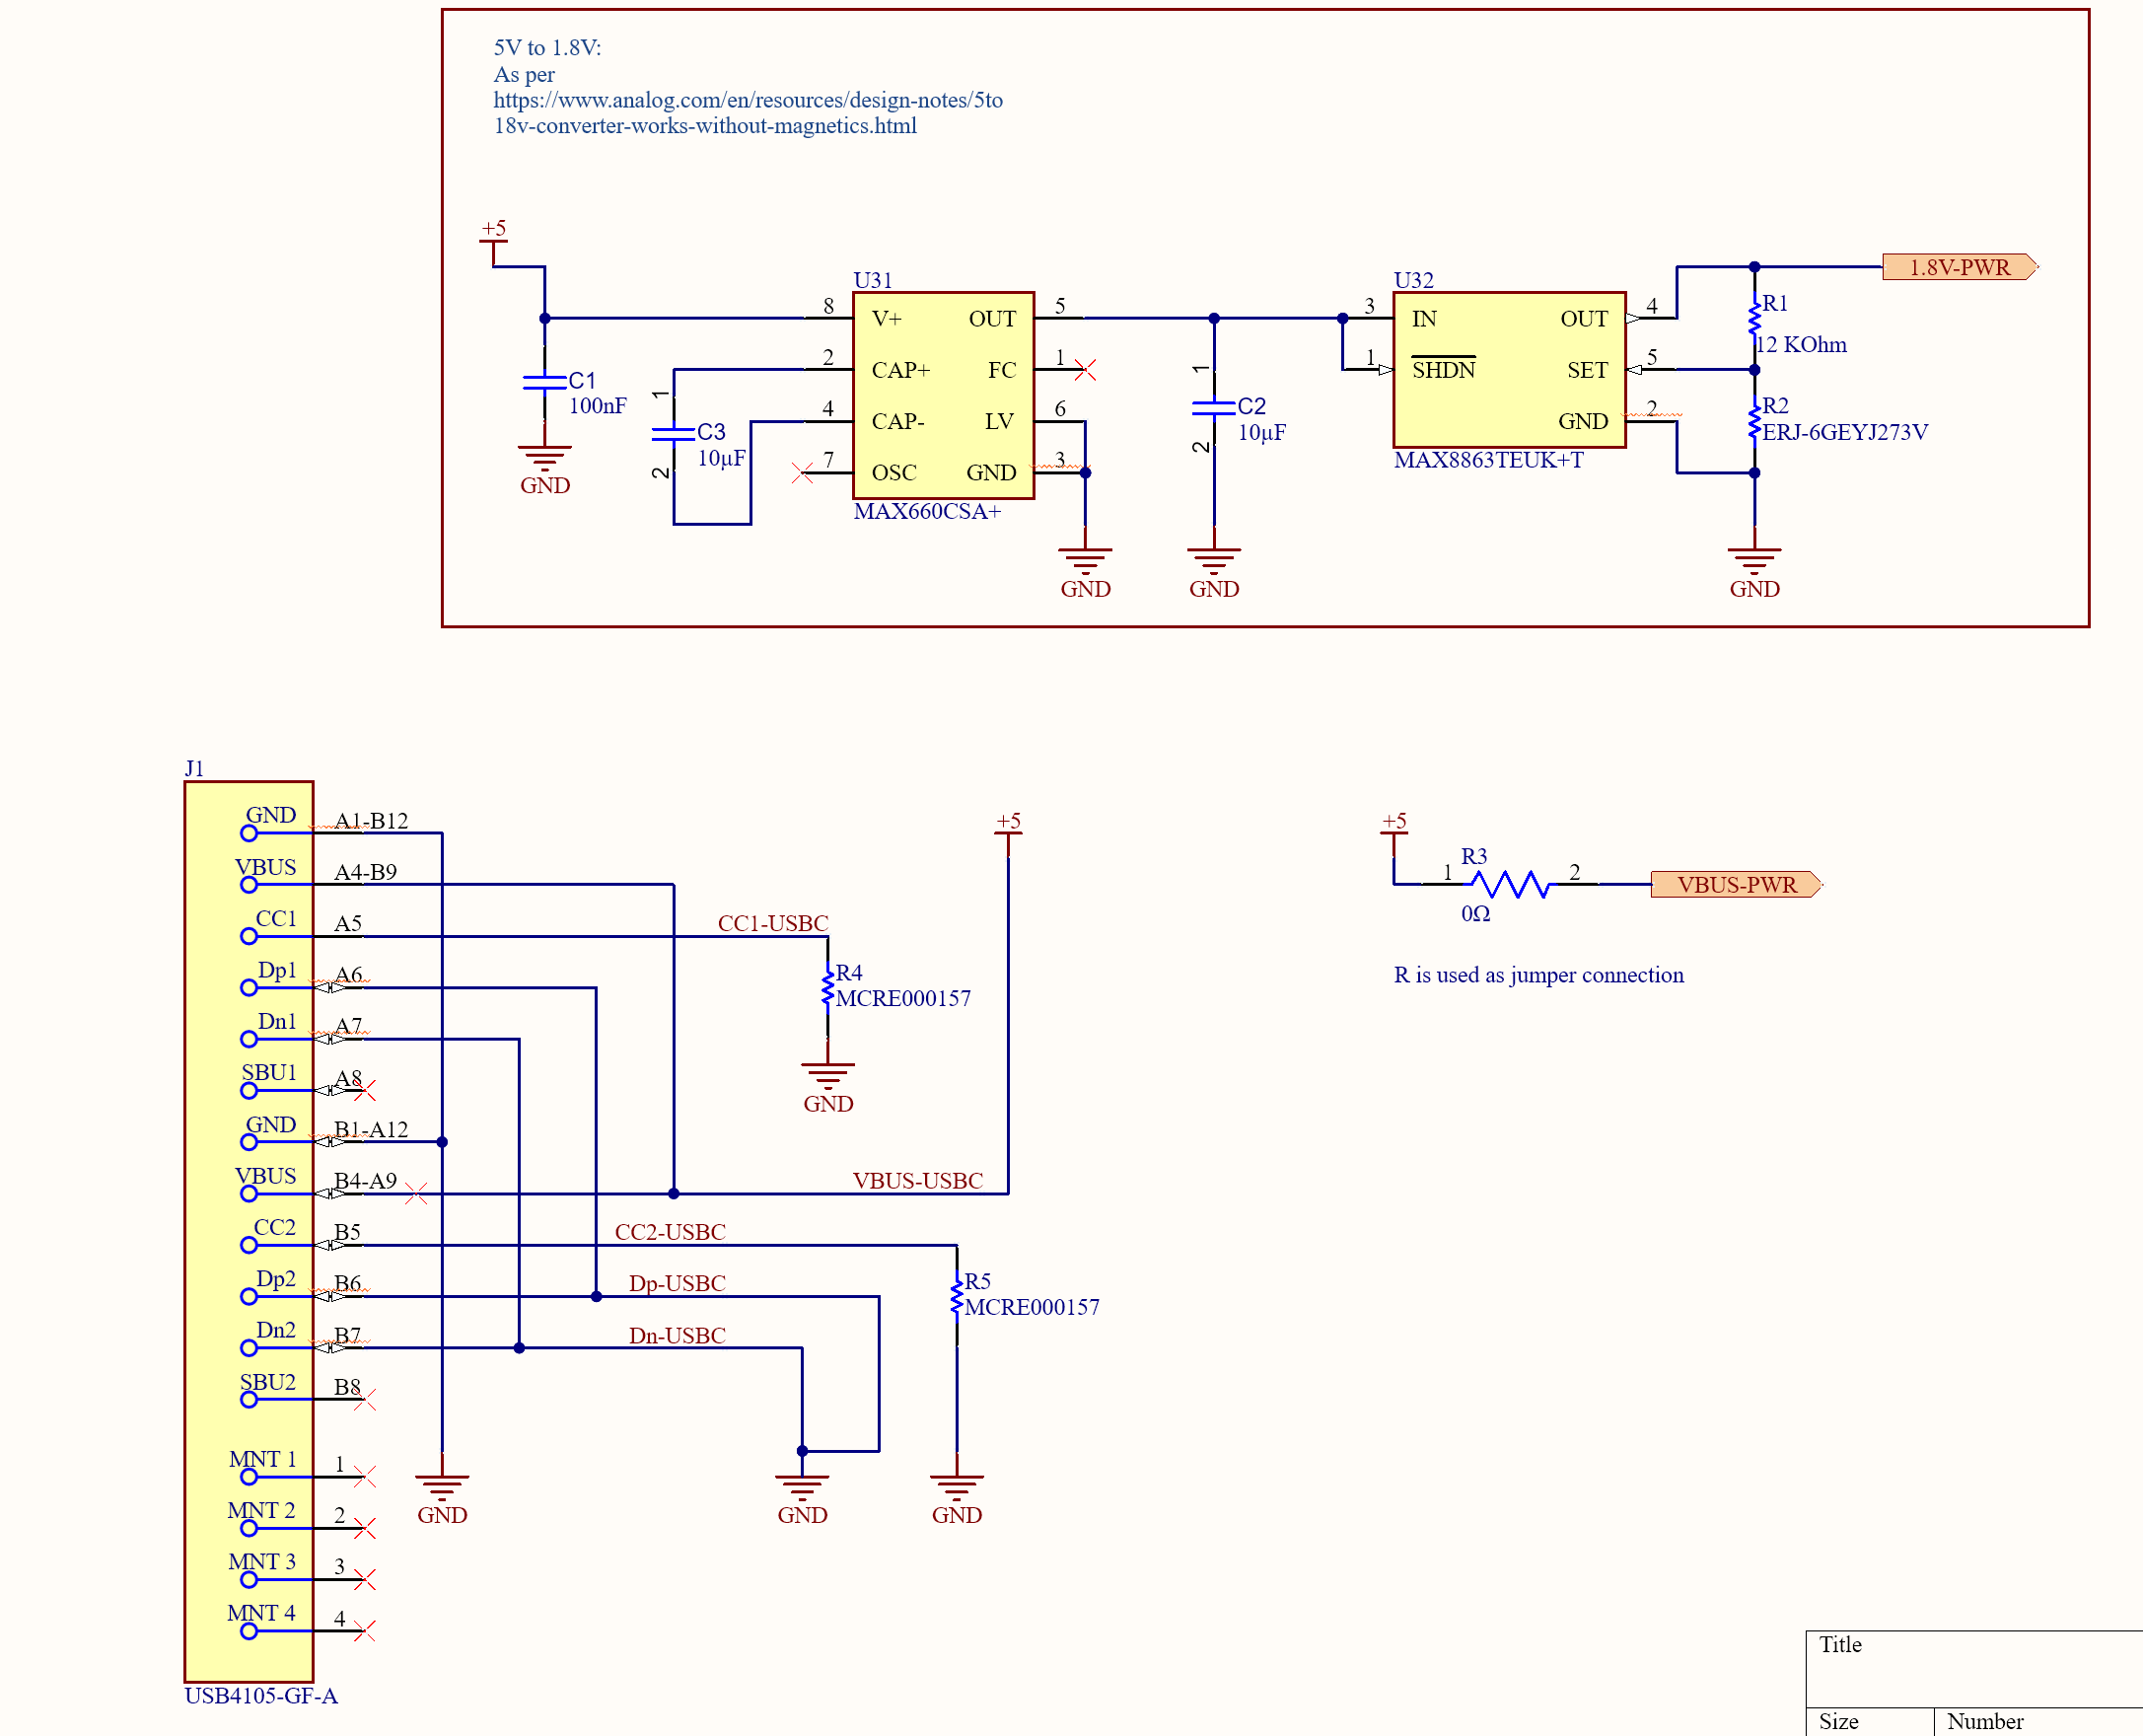 5V to 1.8V:
As per
https://www.analog.com/en/resources/design-notes/5to
18v-converter-works-without-magnetics.html
+5
C1
100nF
GND
1
C3
10µF
2
U31
8 V+ OUT 5
2 CAP+ FC 1
4 CAP- LV 6
7 OSC GND 3
MAX660CSA+
GND
1
C2
10µF
2
GND
U32
3 IN OUT 4
1 SHDN SET 5
GND 2
MAX8863TEUK+T
1.8V-PWR
R1
12 KOhm
R2
ERJ-6GEYJ273V
GND
J1
GND A1-B12
VBUS A4-B9
CC1 A5 CC1-USBC
Dp1 A6
Dn1 A7
SBU1 A8
GND B1-A12
VBUS B4-A9 VBUS-USBC
CC2 B5 CC2-USBC
Dp2 B6 Dp-USBC
Dn2 B7 Dn-USBC
SBU2 B8
MNT 1 1
MNT 2 2
MNT 3 3
MNT 4 4
USB4105-GF-A
+5
R4
MCRE000157
GND
R5
MCRE000157
GND
GND
GND
+5
R3
1 2
0Ω
VBUS-PWR
R is used as jumper connection
Title
Size Number